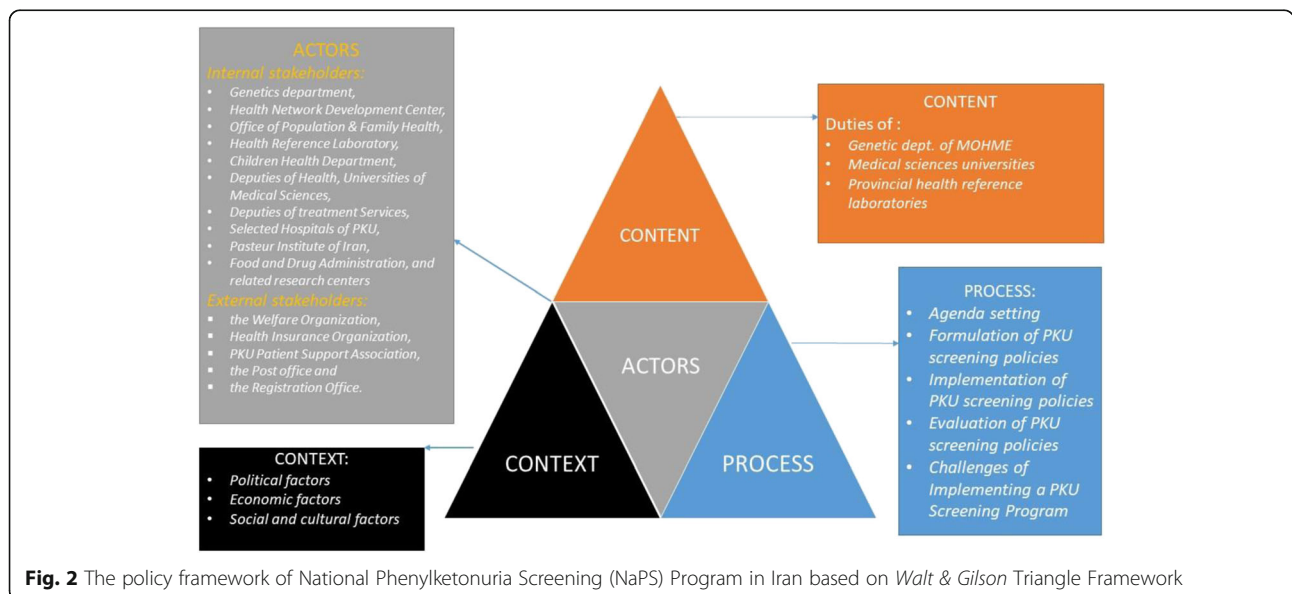 ACTORS
Internal stakeholders:
• Genetics department,
• Health Network Development Center,
• Office of Population & Family Health,
• Health Reference Laboratory,
• Children Health Department,
• Deputies of Health, Universities of
Medical Sciences,
• Deputies of treatment Services,
• Selected Hospitals of PKU,
• Pasteur Institute of Iran,
• Food and Drug Administration, and
related research centers
External stakeholders:
▪ the Welfare Organization,
▪ Health Insurance Organization,
▪ PKU Patient Support Association,
▪ the Post office and
▪ the Registration Office.
CONTEXT:
• Political factors
• Economic factors
• Social and cultural factors
CONTENT
ACTORS
CONTEXT
PROCESS
CONTENT
Duties of :
• Genetic dept. of MOHME
• Medical sciences universities
• Provincial health reference
laboratories
PROCESS:
• Agenda setting
• Formulation of PKU
screening policies
• Implementation of
PKU screening policies
• Evaluation of PKU
screening policies
• Challenges of
Implementing a PKU
Screening Program
Fig. 2 The policy framework of National Phenylketonuria Screening (NaPS) Program in Iran based on Walt & Gilson Triangle Framework